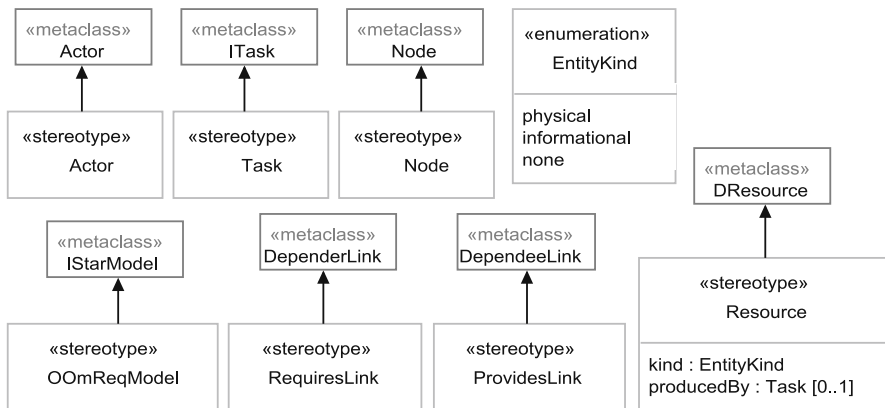 «metaclass»
Actor
«stereotype»
Actor
«metaclass»
ITask
«stereotype»
Task
«metaclass»
Node
«stereotype»
Node
«enumeration»
EntityKind
physical
informational
none
«metaclass»
DResource
«stereotype»
Resource
kind : EntityKind
producedBy : Task [0..1]
«metaclass»
IStarModel
«stereotype»
OOmReqModel
«metaclass»
DependerLink
«stereotype»
RequiresLink
«metaclass»
DependeeLink
«stereotype»
ProvidesLink